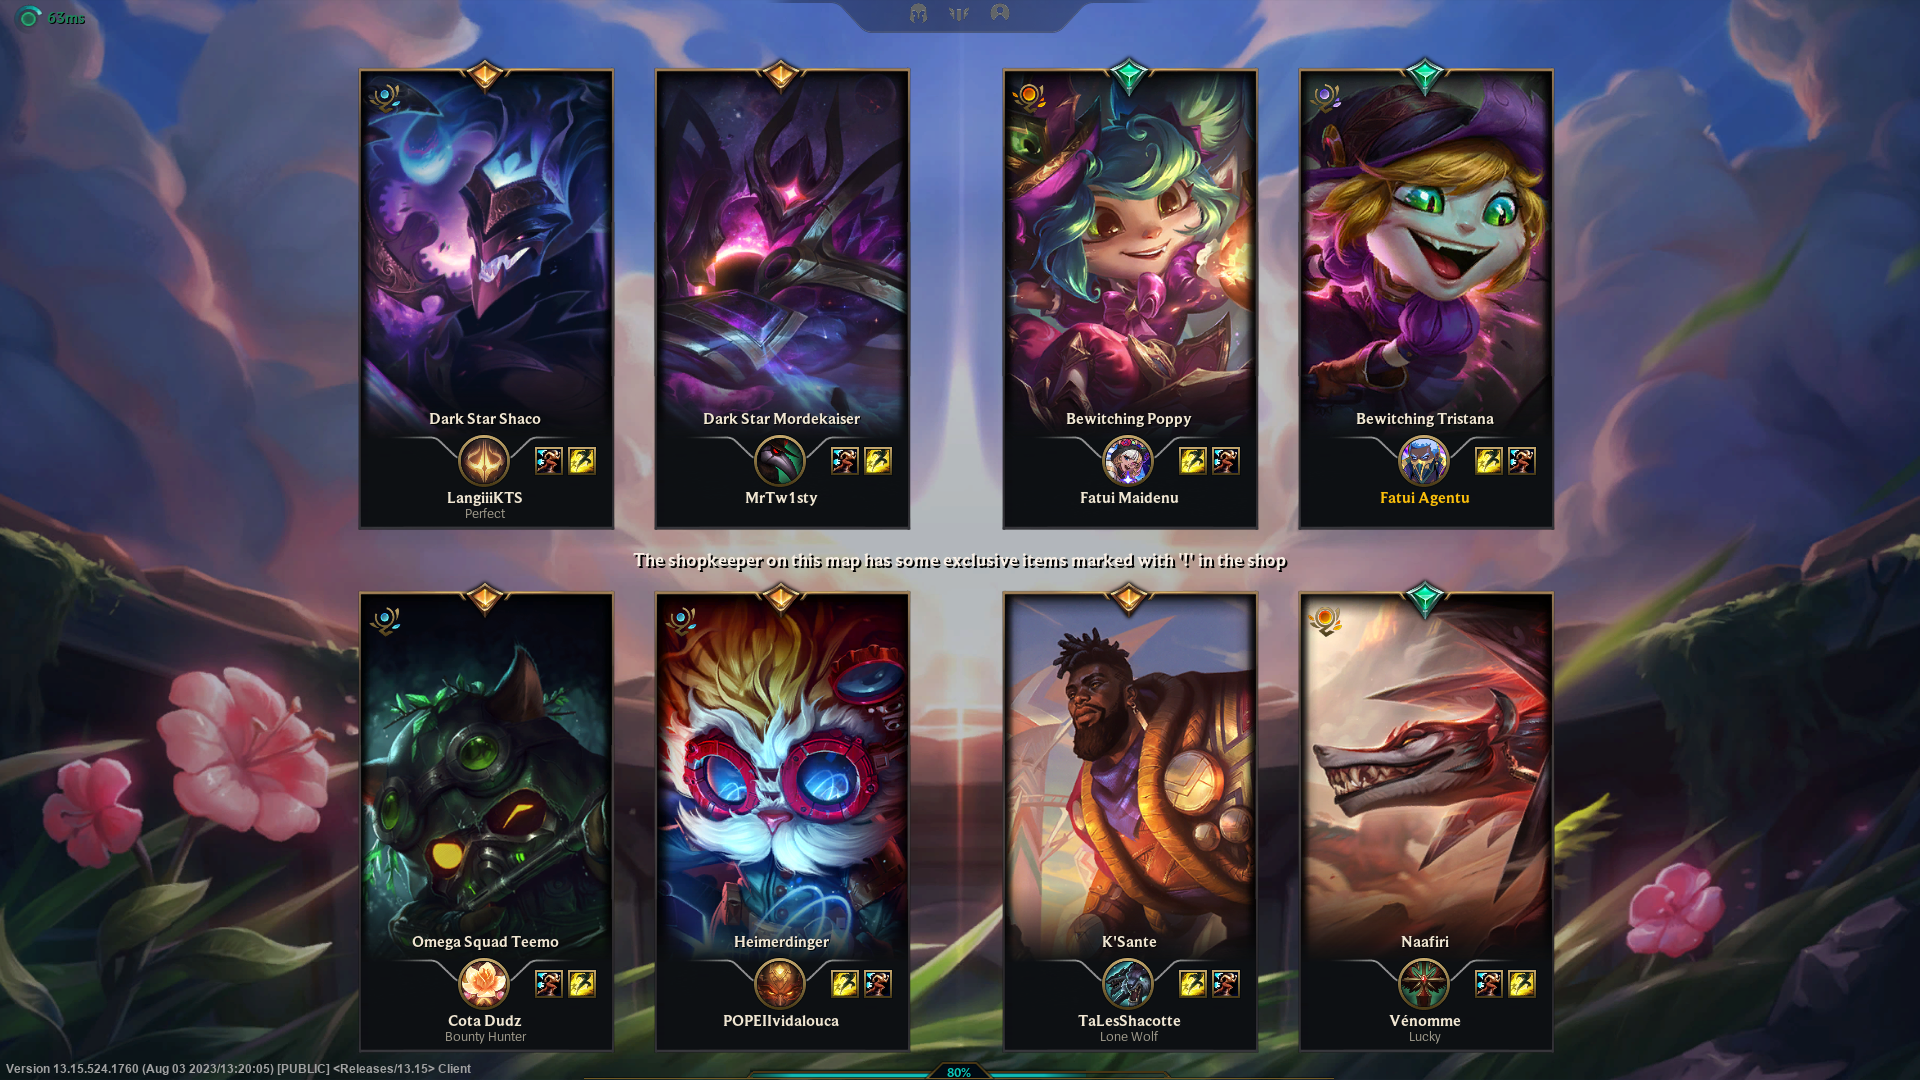 63ms
Dark Star Shaco
LangiiiKTS
Perfect
Dark Star Mordekaiser
MrTw1sty
Bewitching Poppy
Fatui Maidenu
Bewitching Tristana
Fatui Agentu
The shopkeeper on this map has some exclusive items marked with '!' in the shop
Omega Squad Teemo
Cota Dudz
Bounty Hunter
Heimerdinger
POPEIIvidalouca
K'Sante
TaLesShacotte
Lone Wolf
Naafiri
Vénomme
Lucky
Version 13.15.524.1760 (Aug 03 2023/13:20:05) [PUBLIC] <Releases/13.15> Client
80%